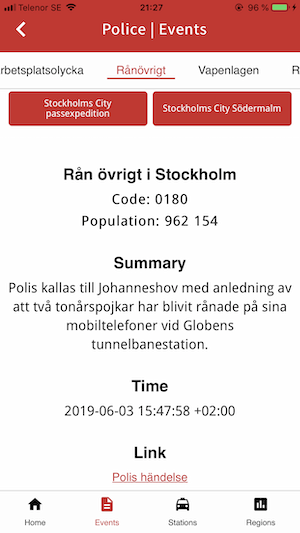 Telenor SE 21:27 96 %
Police | Events
rbetsplatsolycka Rånövrigt Vapenlagen R
Stockholms City
passexpedition
Stockholms City Södermalm
Rån övrigt i Stockholm
Code: 0180
Population: 962 154
Summary
Polis kallas till Johanneshov med anledning av
att två tonårspojkar har blivit rånade på sina
mobiltelefoner vid Globens
tunnelbanestation.
Time
2019-06-03 15:47:58 +02:00
Link
Polis händelse
Home Events Stations Regions